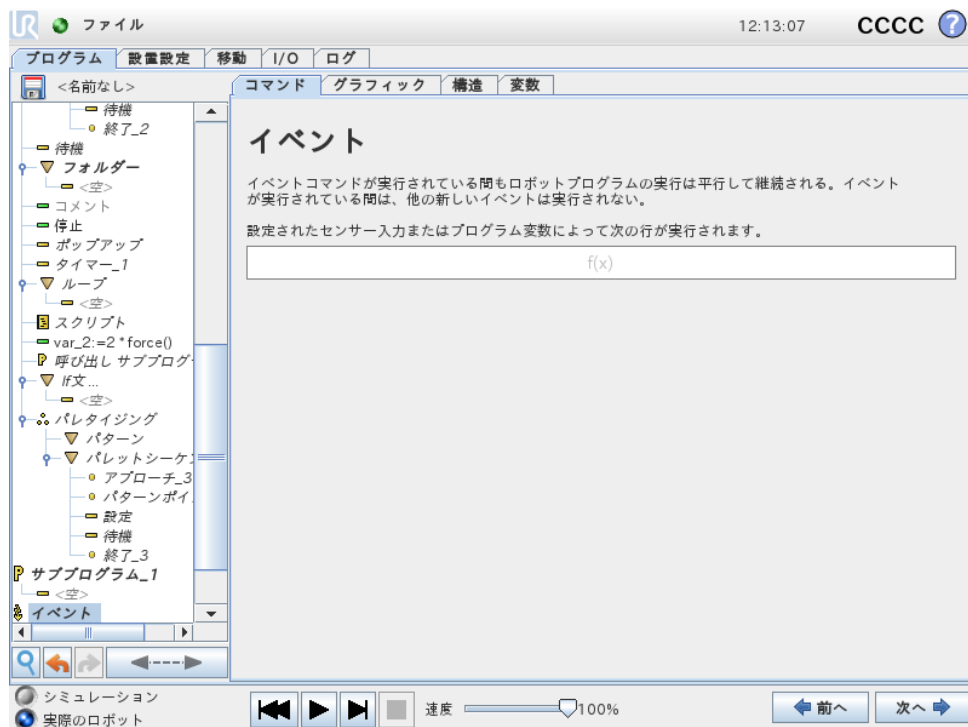 UR ファイル 12:13:07 CCCC ?
プログラム 設置設定 移動 I/O ログ
<名前なし>
コマンド グラフィック 構造 変数
待機
終了_2
待機
フォルダー
<空>
コメント
停止
ポップアップ
タイマー_1
ループ
<空>
スクリプト
var_2:=2 * force()
P 呼び出し サブプログ
If文 ...
<空>
パレタイジング
パターン
パレットシーケン
アプローチ_3
パターンポイ
設定
待機
終了_3
P サブプログラム_1
<空>
イベント
イベント
イベントコマンドが実行されている間もロボットプログラムの実行は平行して継続される。イベント
が実行されている間は、他の新しいイベントは実行されない。
設定されたセンサー入力またはプログラム変数によって次の行が実行されます。
f(x)
シミュレーション
実際のロボット
速度 100%
前へ 次へ